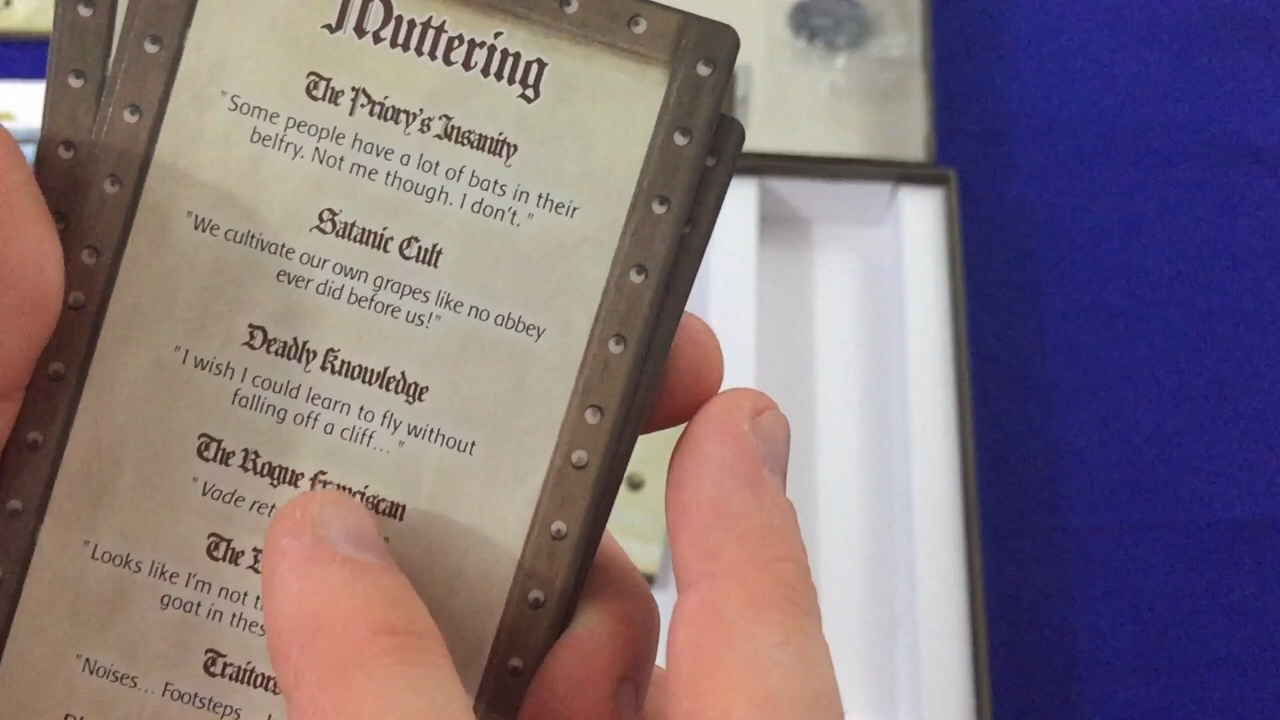 Muttering
The Priory's Insanity
"Some people have a lot of bats in their
belfry. Not me though. I don't."
Satanic Cult
"We cultivate our own grapes like no abbey
ever did before us!"
Deadly Knowledge
"I wish I could learn to fly without
falling off a cliff..."
The Rogue Franciscan
"Vade
The
"Looks like I'm not
goat in
"Noises... Footsteps